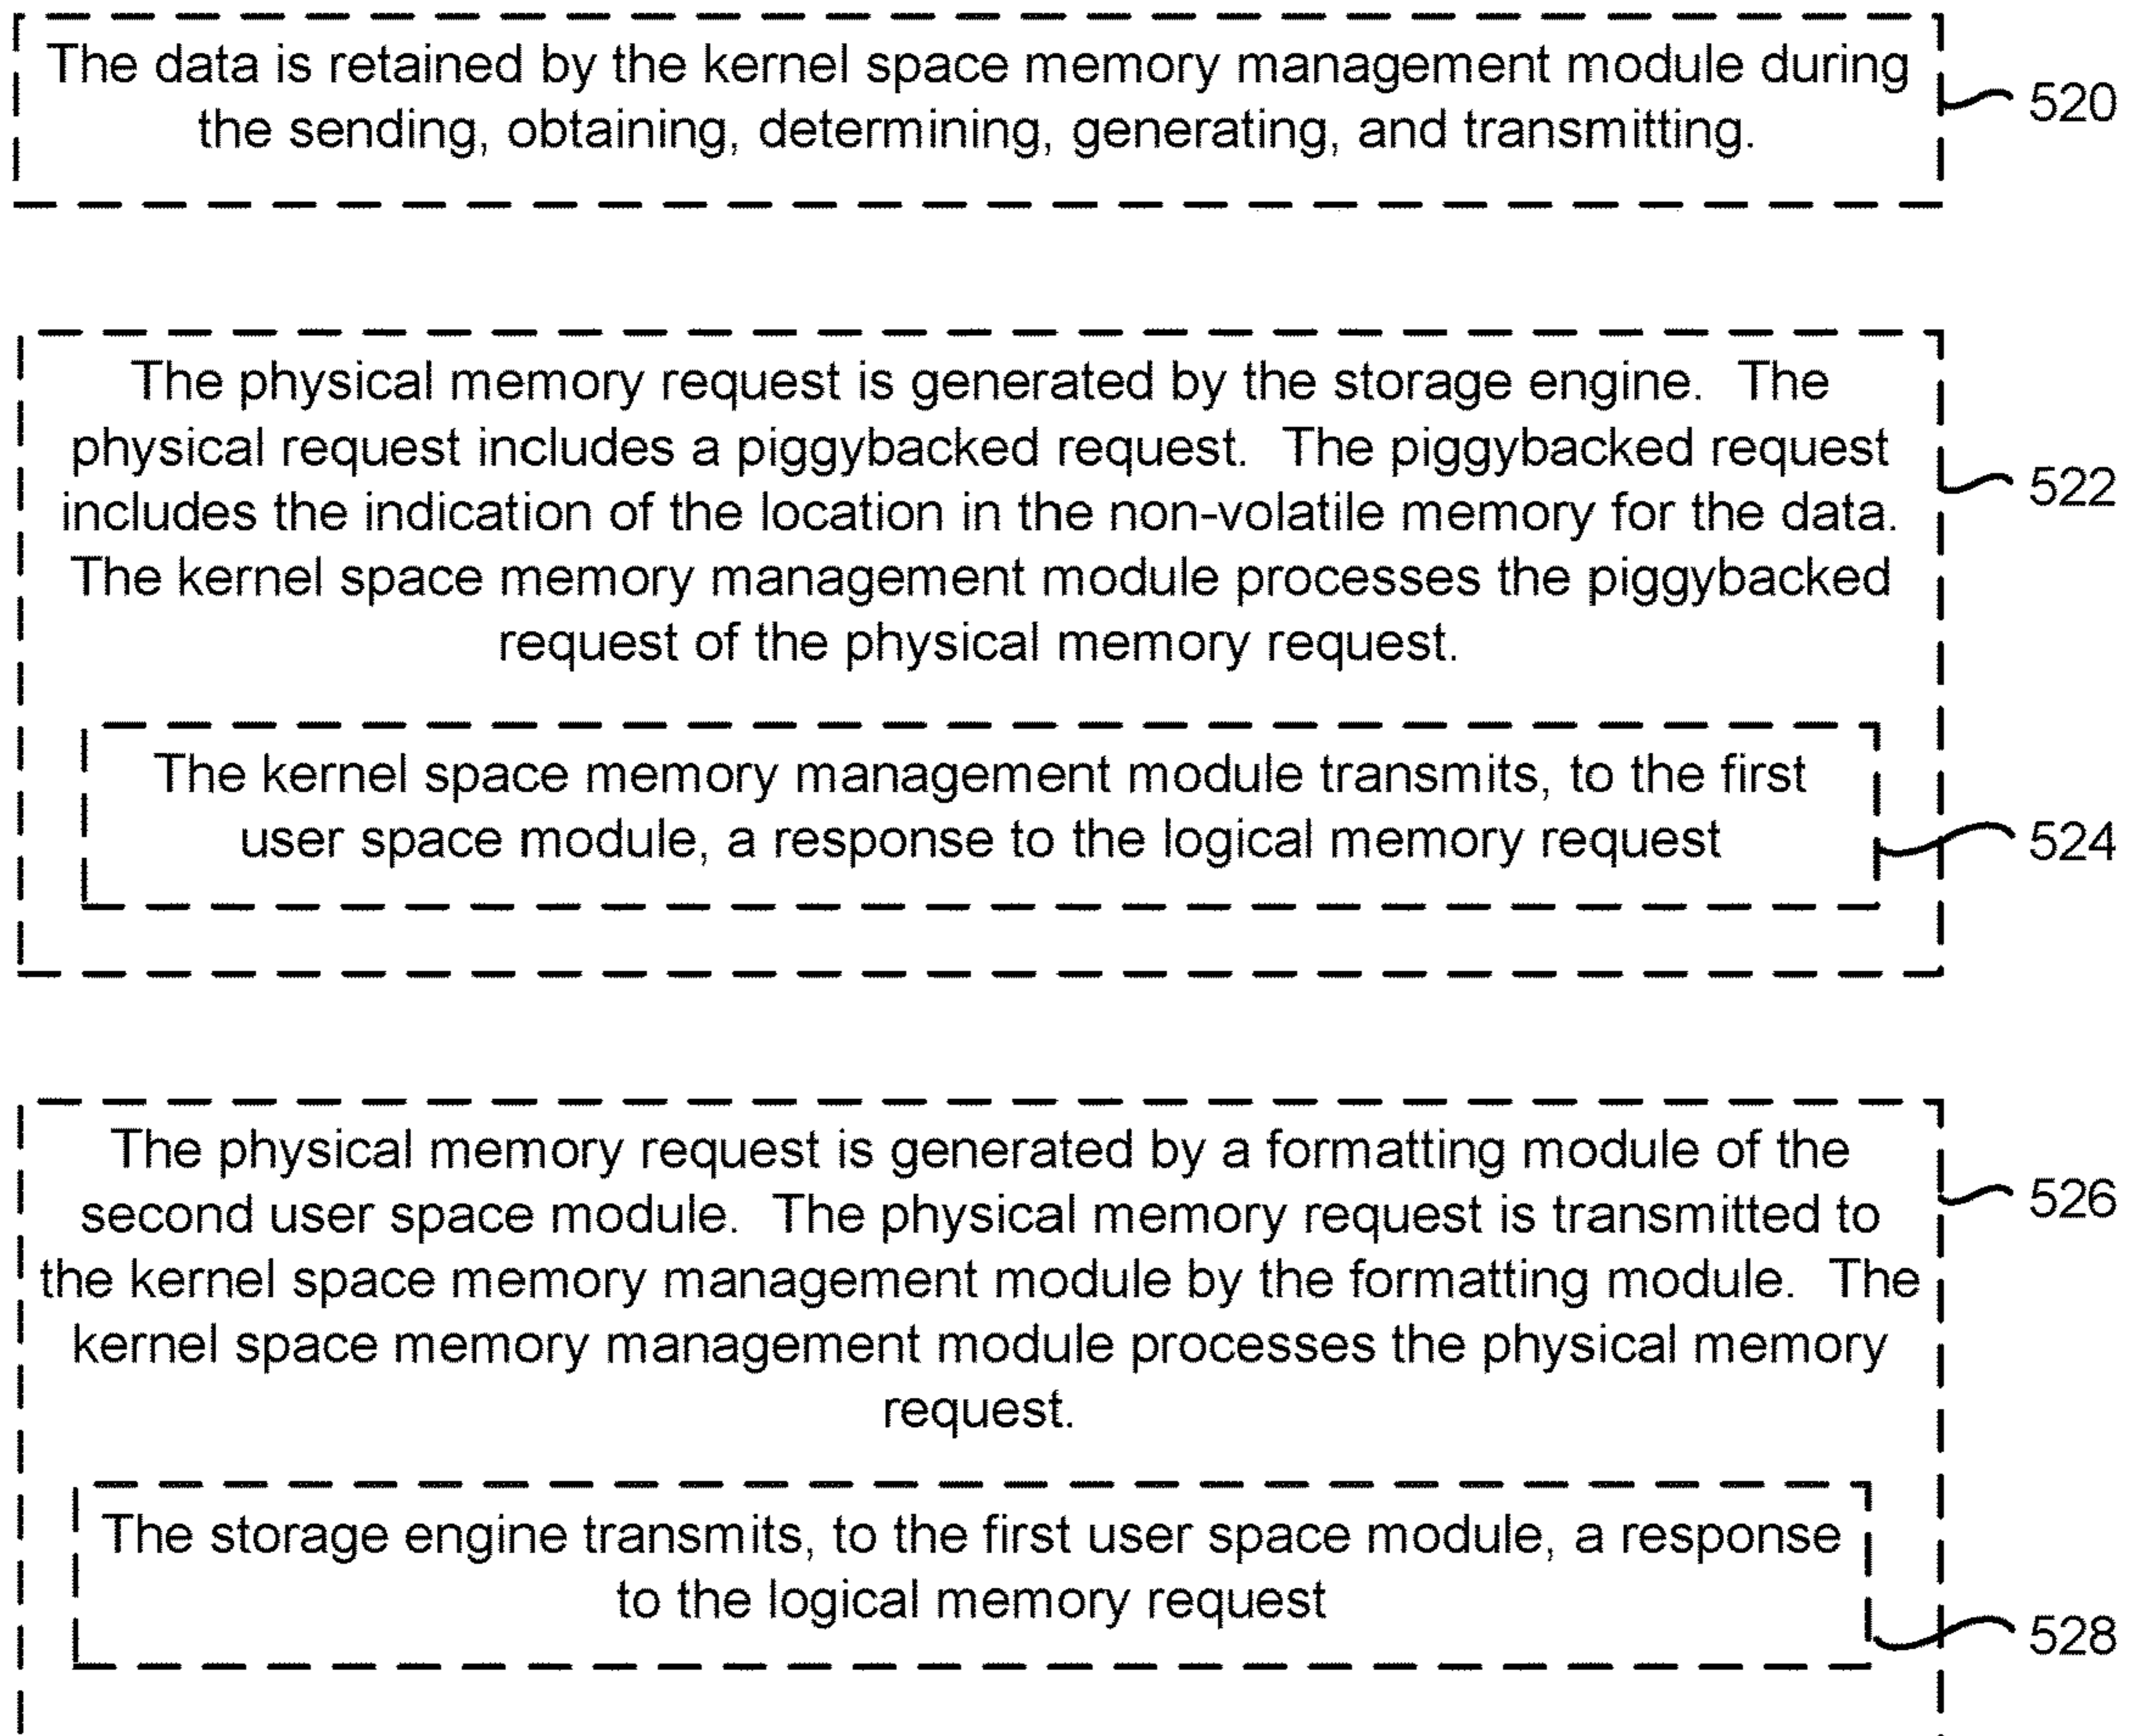 The data is retained by the kernel space memory management module during
the sending, obtaining, determining, generating, and transmitting.
520
The physical memory request is generated by the storage engine. The
physical request includes a piggybacked request. The piggybacked request
includes the indication of the location in the non-volatile memory for the data.
The kernel space memory management module processes the piggybacked
request of the physical memory request.
522
The kernel space memory management module transmits, to the first
user space module, a response to the logical memory request
524
The physical memory request is generated by a formatting module of the
second user space module. The physical memory request is transmitted to
the kernel space memory management module by the formatting module. The
kernel space memory management module processes the physical memory
request.
526
The storage engine transmits, to the first user space module, a response
to the logical memory request
528